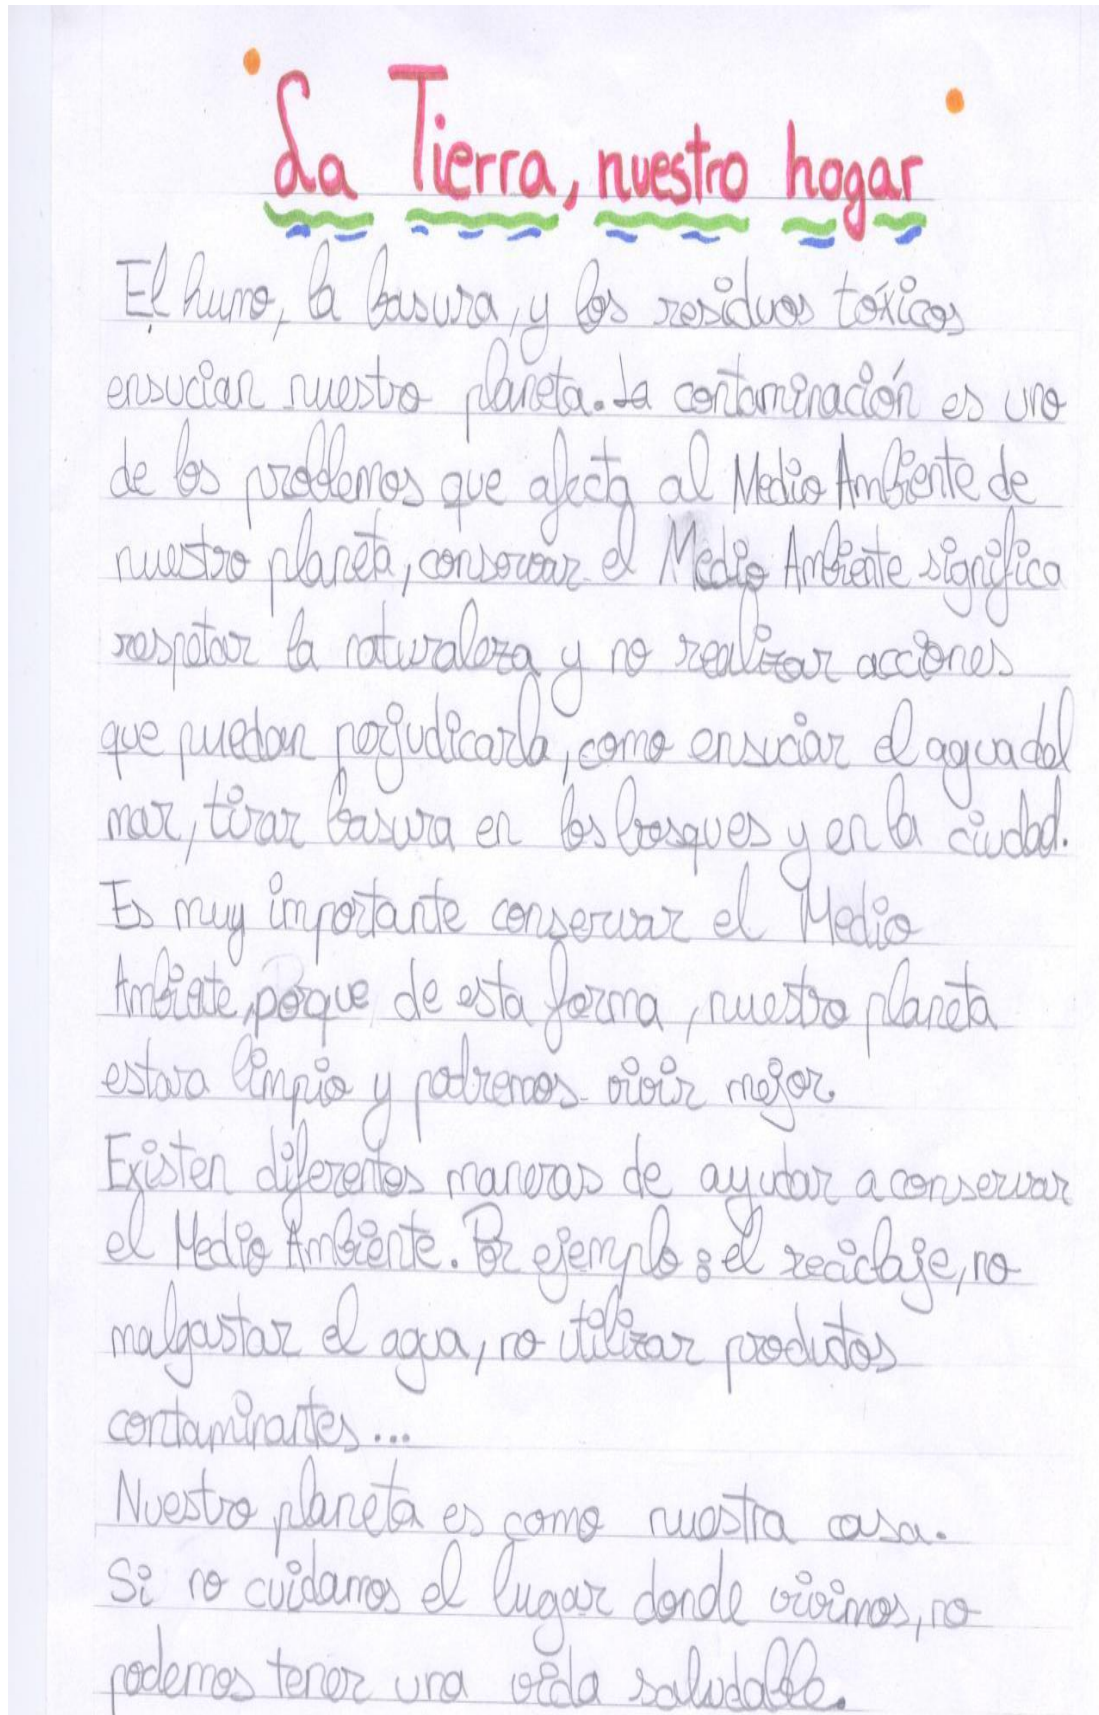 La Tierra, nuestro hogar
El humo, la basura, y los residuos tóxicos
ensucian nuestro planeta. La contaminación es uno
de los problemas que afecta al Medio Ambiente de
nuestro planeta, conservar el Medio Ambiente significa
respetar la naturaleza y no realizar acciones
que puedan perjudicarla, como ensuciar el agua del
mar, tirar basura en los bosques y en la ciudad.
Es muy importante conservar el Medio
Ambiate, porque de esta forma, nuestro planeta
estara limpio y podremos vivir mejor.
Existen diferentes maneras de ayudar a conservar
el Medio Ambiente. Por ejemplo: el reciclaje, no
malgastar el agua, no utilizar produtos
contaminantes...
Nuestro planeta es como nuestra casa.
Si no cuidamos el lugar donde vivimos, no
podemos tener una vida saludable.